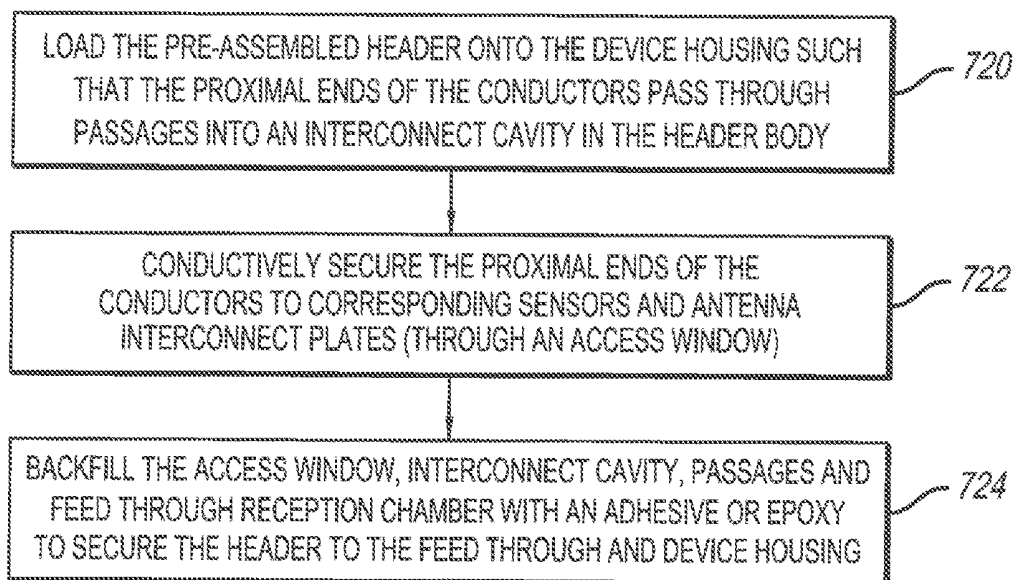 LOAD THE PRE-ASSEMBLED HEADER ONTO THE DEVICE HOUSING SUCH
THAT THE PROXIMAL ENDS OF THE CONDUCTORS PASS THROUGH
PASSAGES INTO AN INTERCONNECT CAVITY IN THE HEADER BODY
720
CONDUCTIVELY SECURE THE PROXIMAL ENDS OF THE
CONDUCTORS TO CORRESPONDING SENSORS AND ANTENNA
INTERCONNECT PLATES (THROUGH AN ACCESS WINDOW)
722
BACKFILL THE ACCESS WINDOW, INTERCONNECT CAVITY, PASSAGES AND
FEED THROUGH RECEPTION CHAMBER WITH AN ADHESIVE OR EPOXY
TO SECURE THE HEADER TO THE FEED THROUGH AND DEVICE HOUSING
724